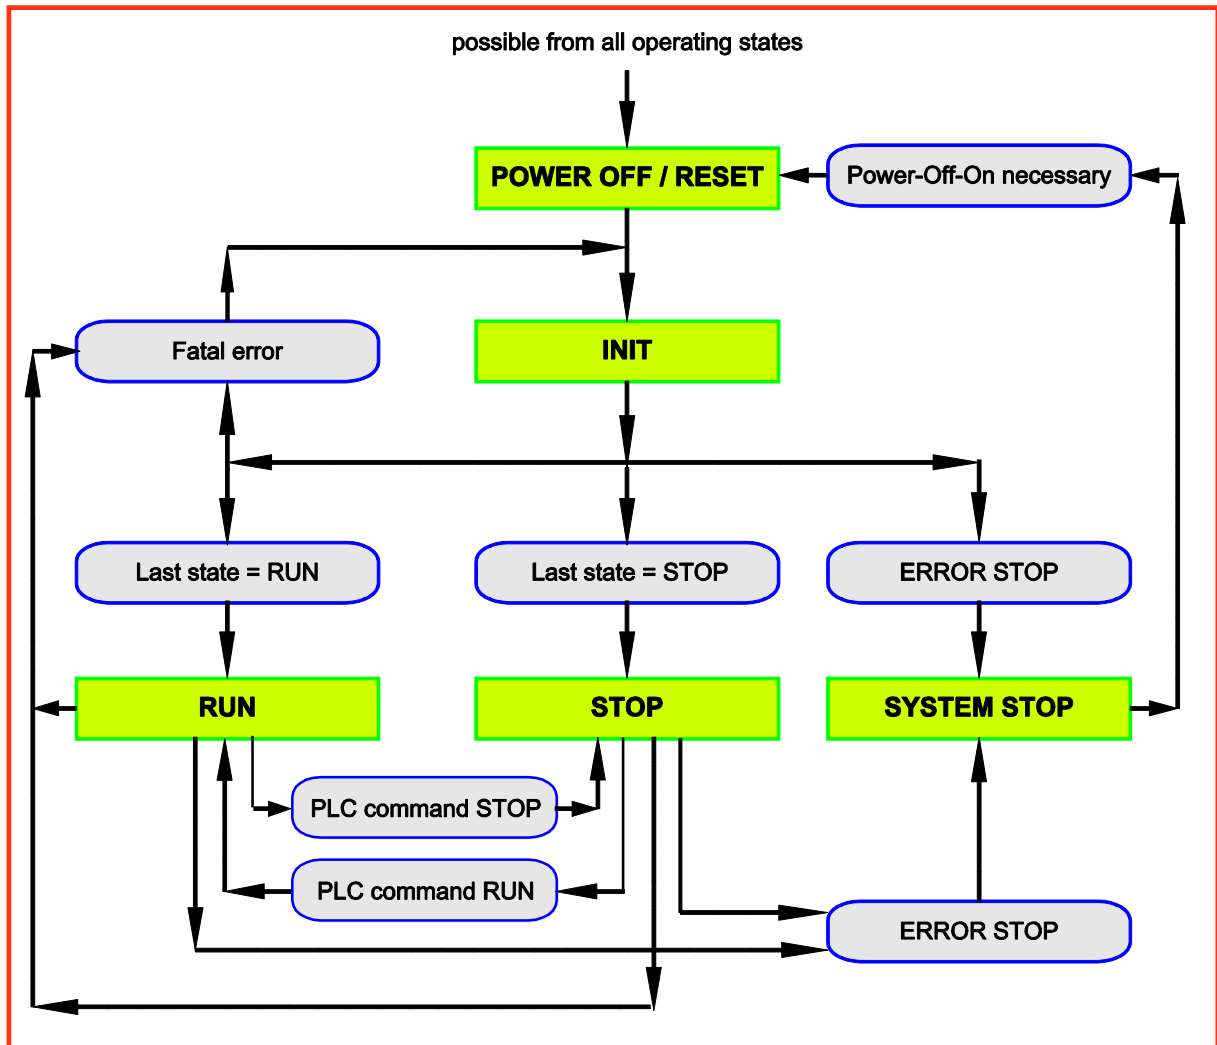 possible from all operating states
POWER OFF / RESET
Power-Off-On necessary
Fatal error
INIT
Last state = RUN
Last state = STOP
ERROR STOP
RUN
STOP
SYSTEM STOP
PLC command STOP
PLC command RUN
ERROR STOP